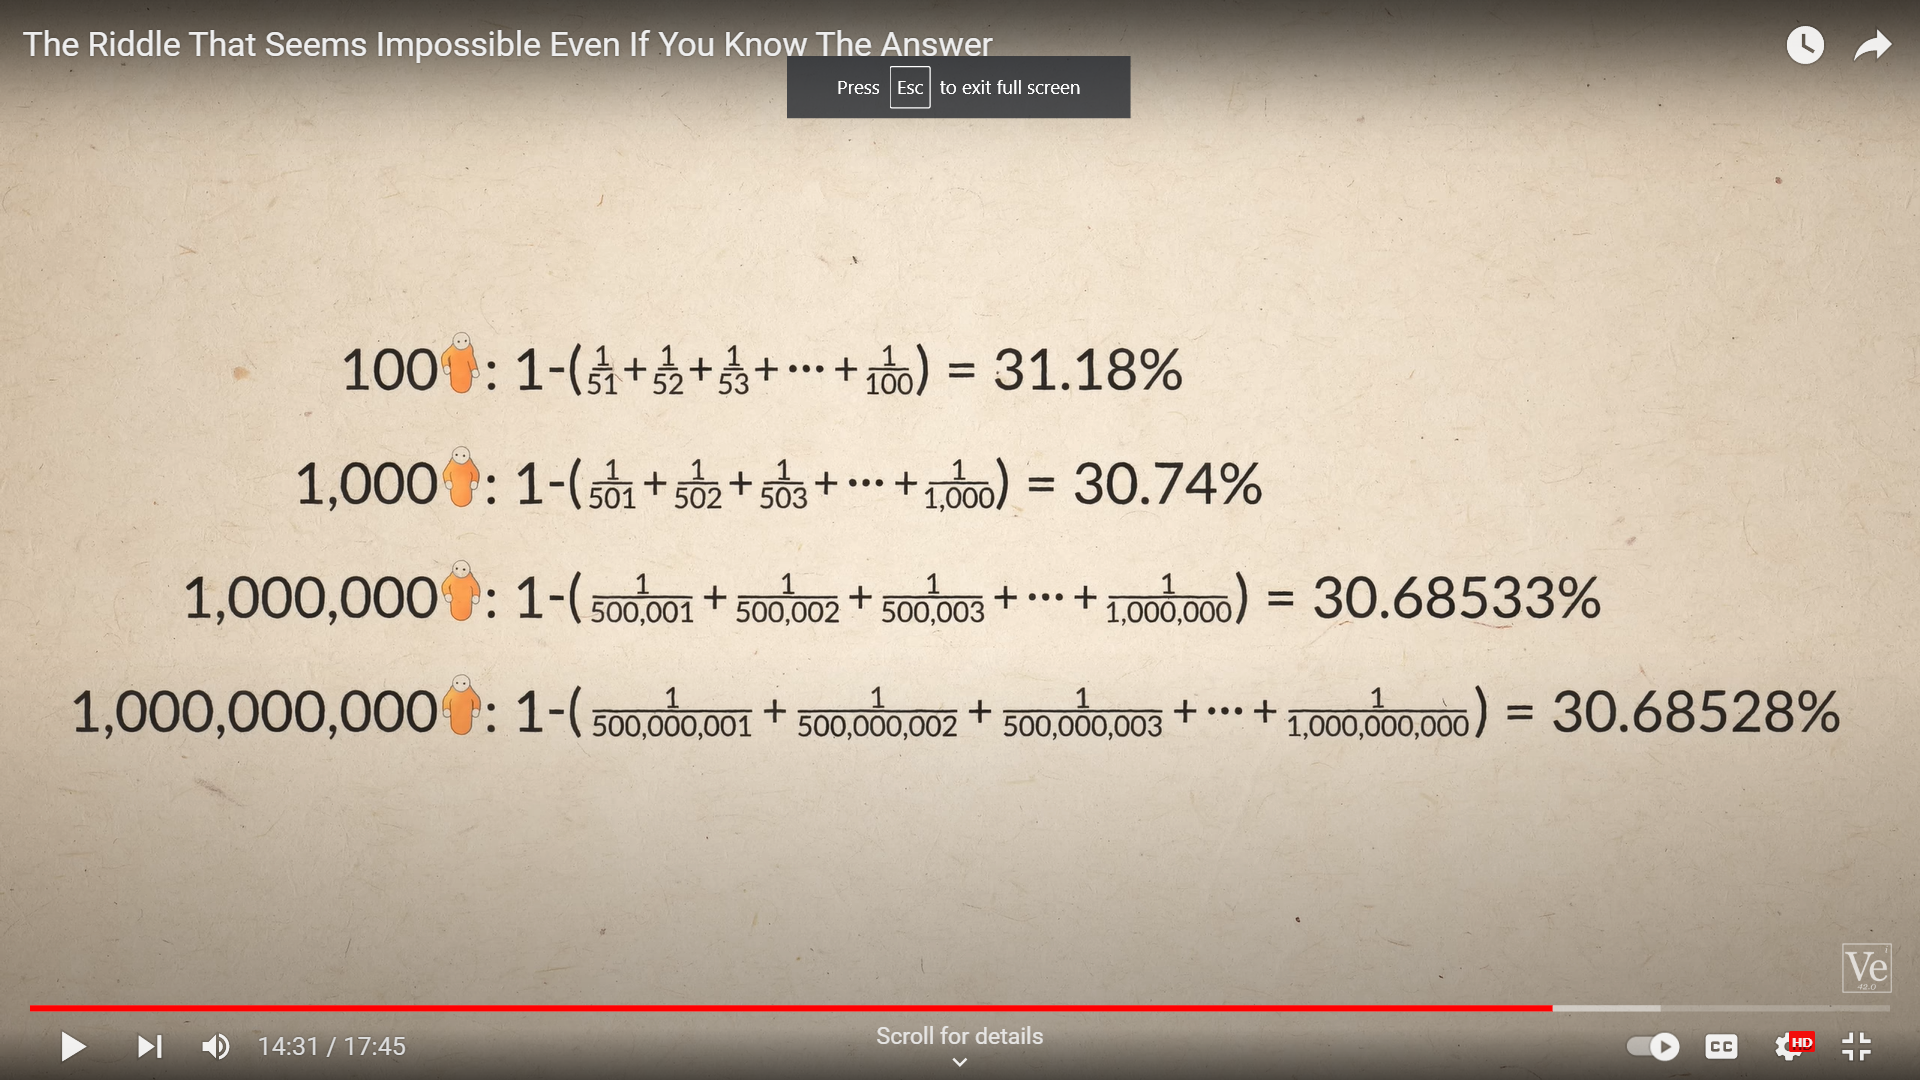 The Riddle That Seems Impossible Even If You Know The Answer
Press Esc to exit full screen
100: 1-(1/51+1/52+1/53+···+1/100) = 31.18%
1,000: 1-(1/501+1/502+1/503+···+1/1,000) = 30.74%
1,000,000: 1-(1/500,001+1/500,002+1/500,003+···+1/1,000,000) = 30.68533%
1,000,000,000: 1-(1/500,000,001+1/500,000,002+1/500,000,003+···+1/1,000,000,000) = 30.68528%
i
Ve
42.0
14:31 / 17:45
Scroll for details
CC
HD